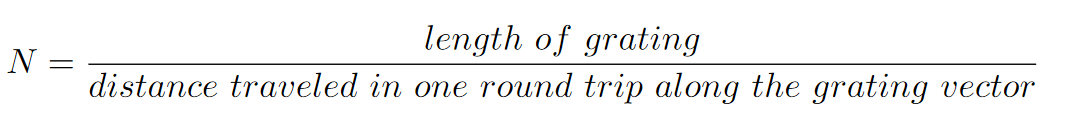 N = length of grating
distance traveled in one round trip along the grating vector